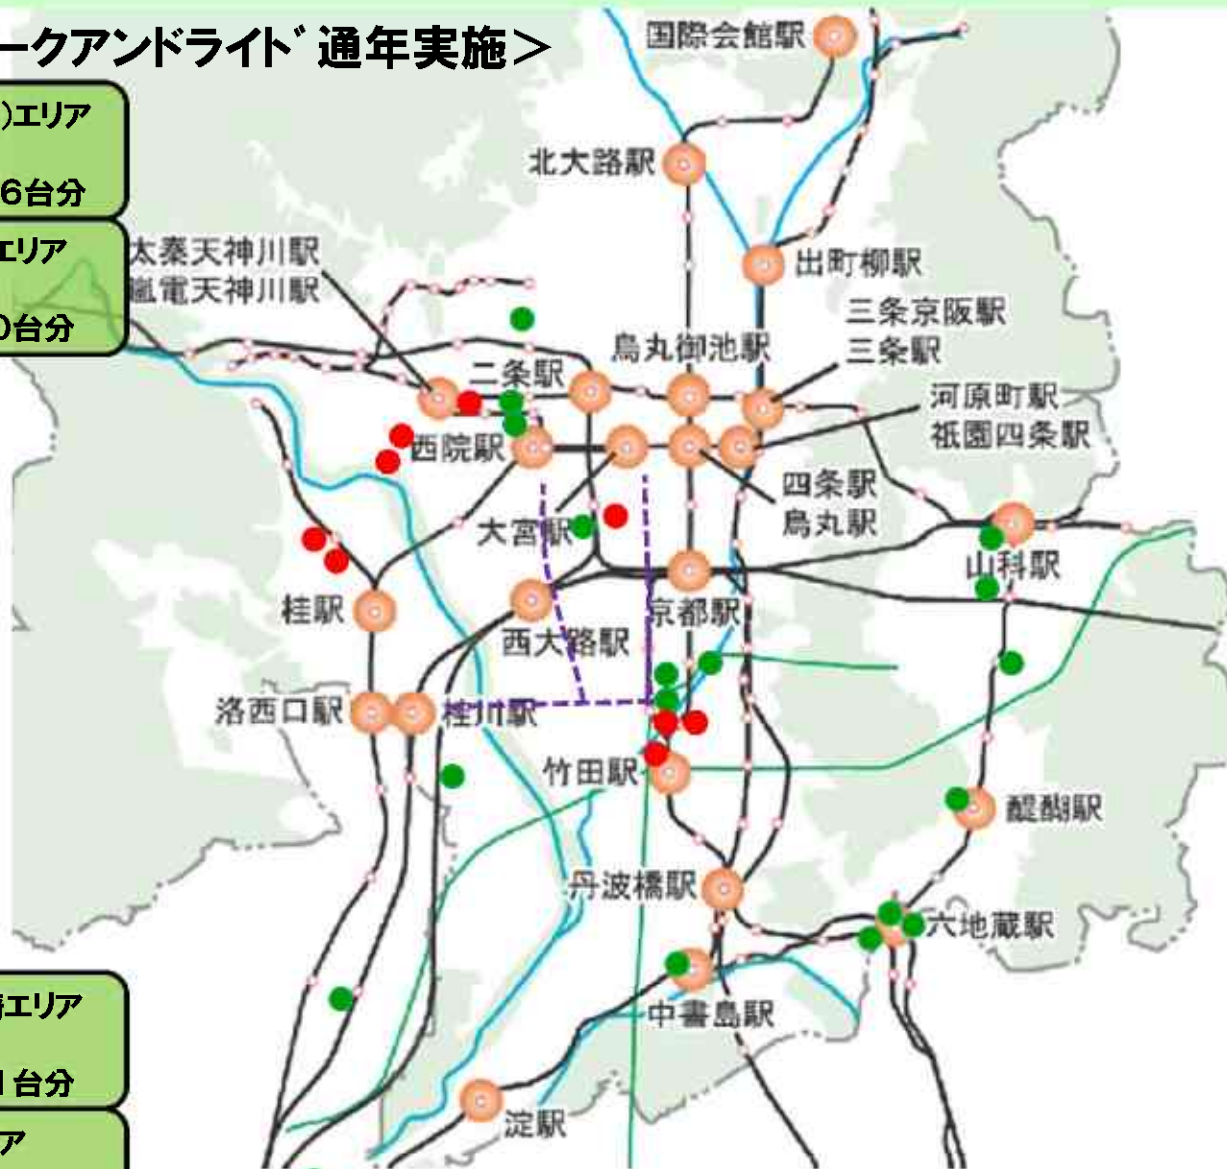 ークアンドライド゛通年実施＞
)エリア
6台分
エリア
0台分
国際会館駅
北大路駅
出町柳駅
太秦天神川駅
嵐電天神川駅
三条京阪駅
三条駅
烏丸御池駅
二条駅
河原町駅
祇園四条駅
西院駅
四条駅
烏丸駅
大宮駅
山科駅
桂駅
京都駅
西大路駅
洛西口駅
桂川駅
竹田駅
醍醐駅
丹波橋駅
六地蔵駅
中書島駅
淀駅
エリア
1台分
ア